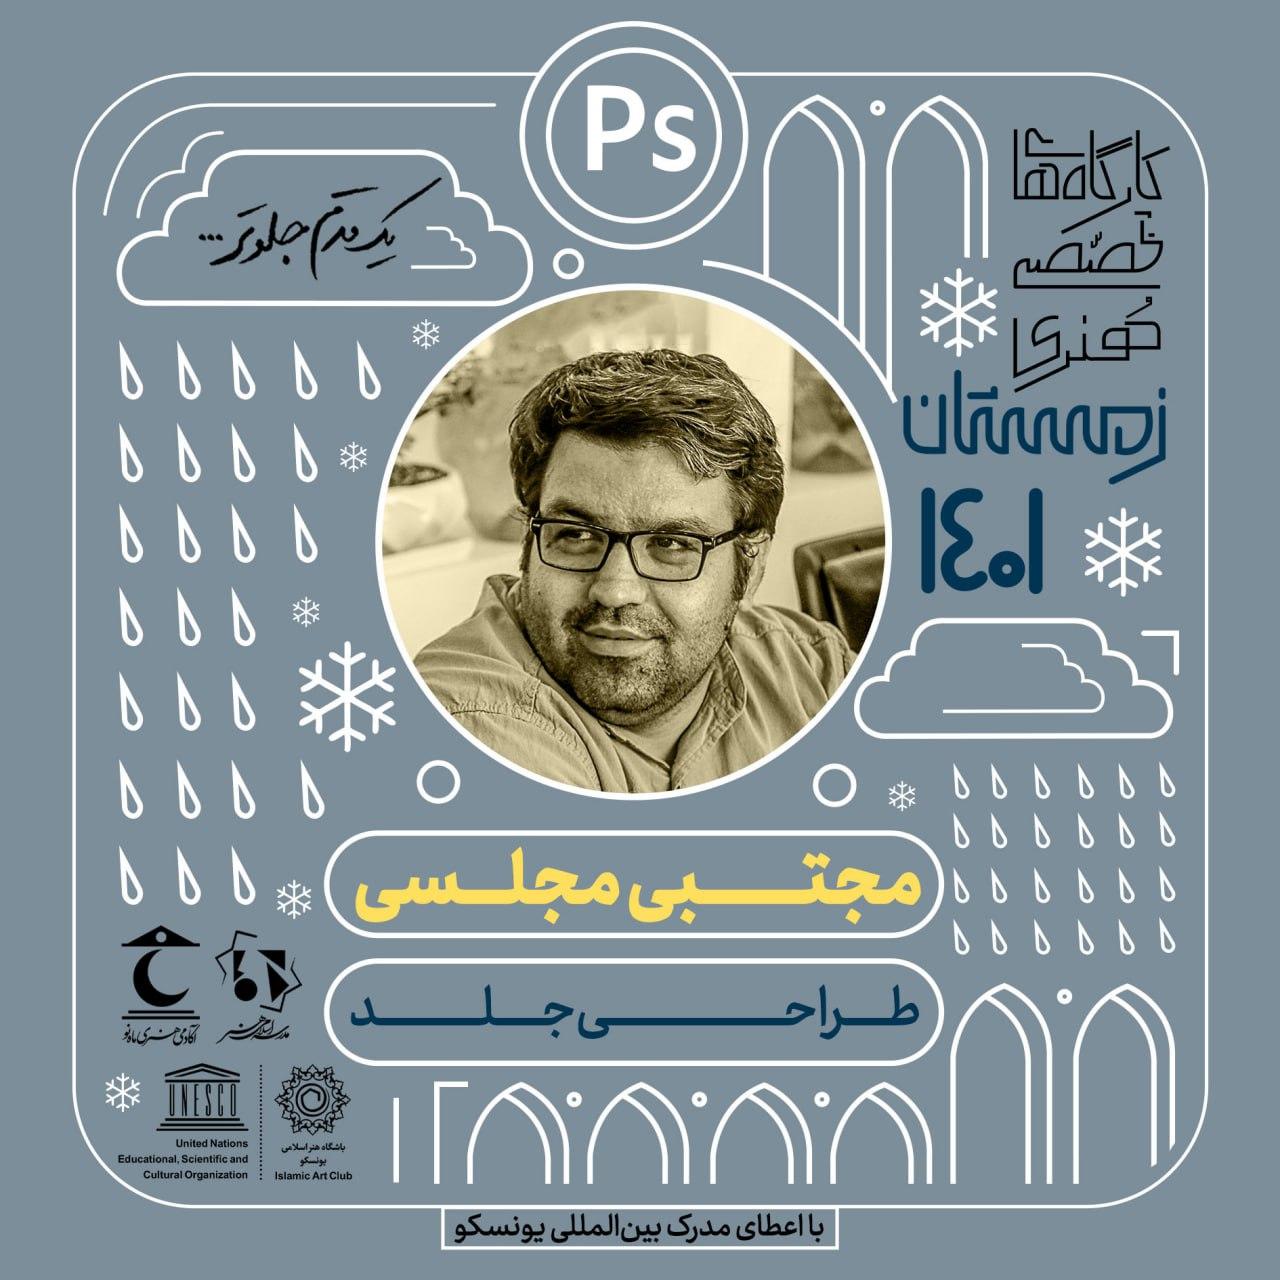 Ps
کارگاه‌های
تخصصی
هنری
زمستان
۱۴۰۱
یک قدم جلوتر...
مجتبی مجلسی
طراحی جلد
آکادمی هنری ماه نو
مدرسه اسلامی هنر
UNESCO
United Nations
Educational, Scientific and
Cultural Organization
باشگاه هنر اسلامی
یونسکو
Islamic Art Club
با اعطای مدرک بین‌المللی یونسکو